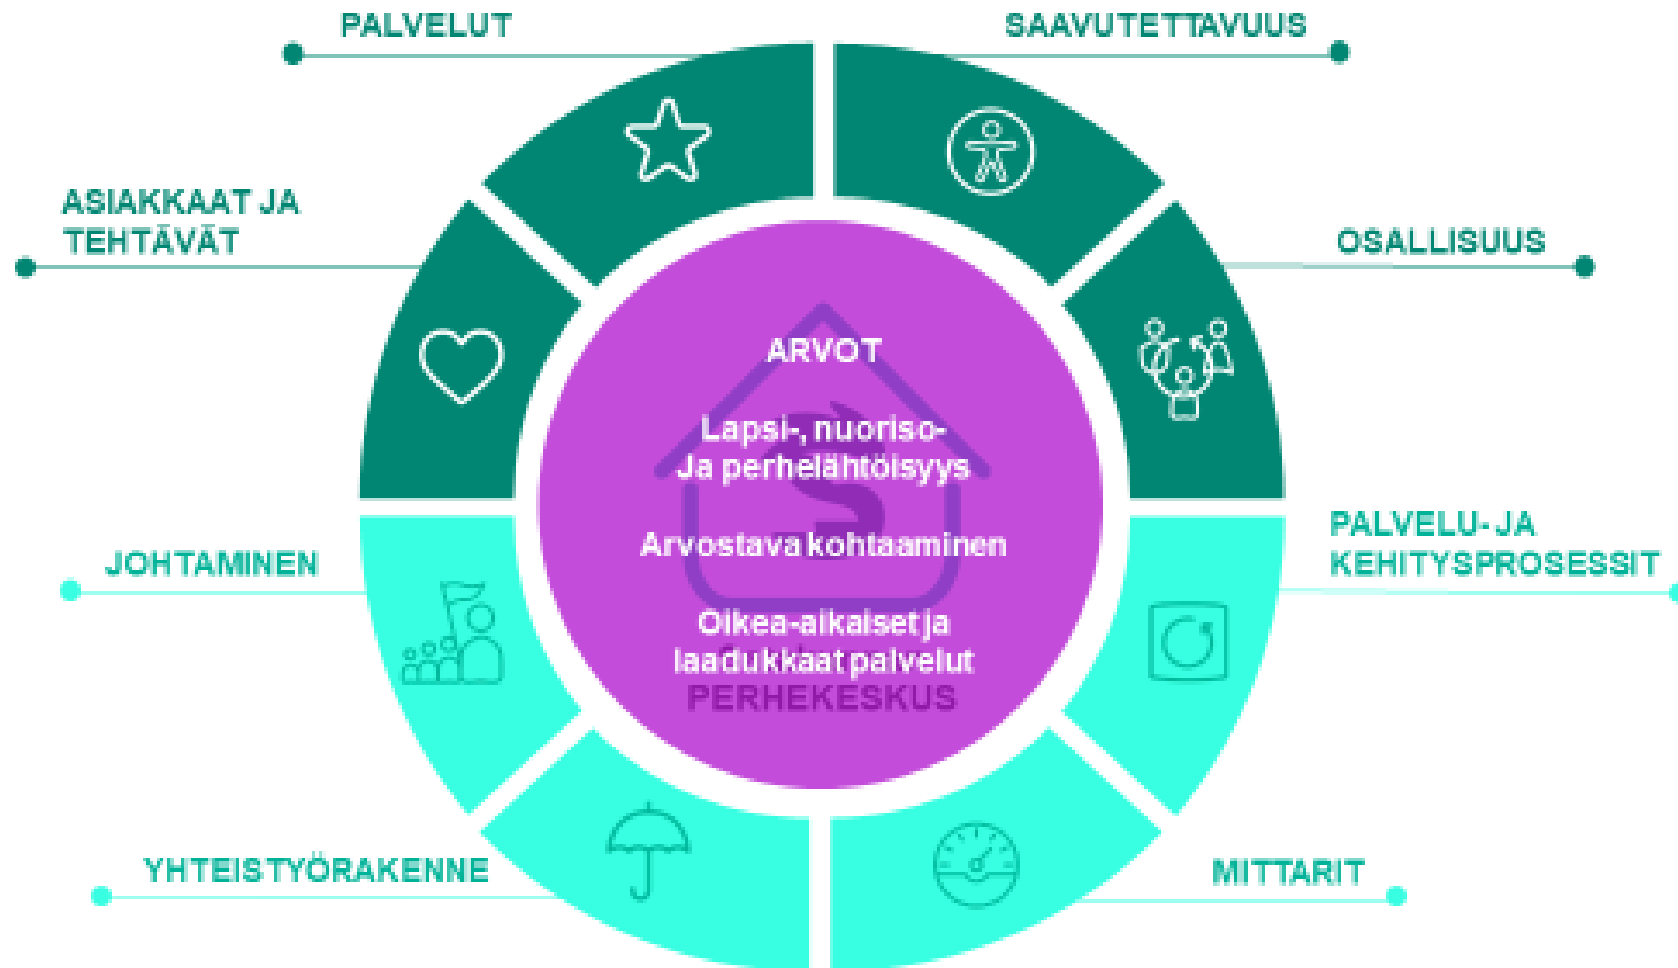 PALVELUT
SAAVUTETTAVUUS
ASIAKKAAT JA
TEHTÄVÄT
OSALLISUUS
ARVOT
Lapsi-, nuoriso-
Ja perhelähtöisyys
Arvostava kohtaaminen
Oikea-aikaiset ja
laadukkaat palvelut
PERHEKESKUS
JOHTAMINEN
PALVELU- JA
KEHITYSPROSESSIT
YHTEISTYÖRAKENNE
MITTARIT